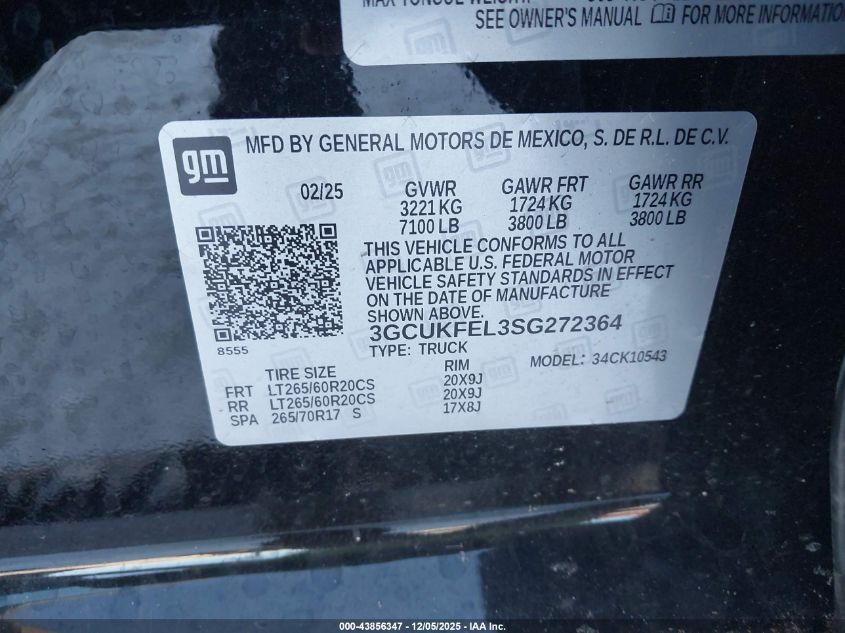 SEE OWNER'S MANUAL FOR MORE INFORMATION
gm
MFD BY GENERAL MOTORS DE MEXICO, S. DE R.L. DE C.V.
02/25 GVWR GAWR FRT GAWR RR
3221 KG 1724 KG 1724 KG
7100 LB 3800 LB 3800 LB
THIS VEHICLE CONFORMS TO ALL
APPLICABLE U.S. FEDERAL MOTOR
VEHICLE SAFETY STANDARDS IN EFFECT
ON THE DATE OF MANUFACTURE
SHOWN ABOVE.
3GCUKFEL3SG272364
8555
TYPE: TRUCK MODEL: 34CK10543
TIRE SIZE RIM
FRT LT265/60R20CS 20X9J
RR LT265/60R20CS 20X9J
SPA 265/70R17 S 17X8J
000-43856347 - 12/05/2025 - IAA Inc.